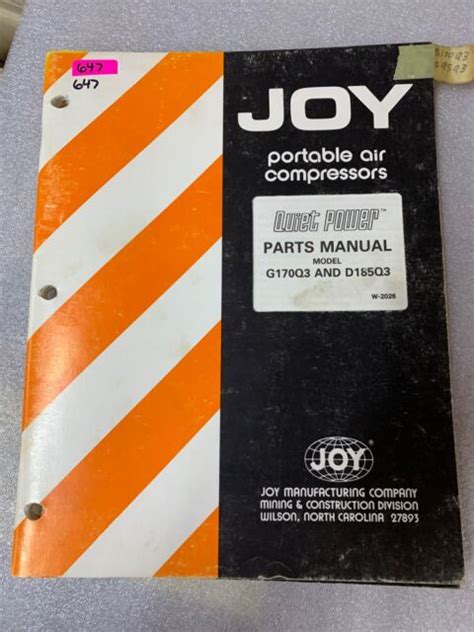 647
647
JOY
portable air
compressors
Quiet Power™
PARTS MANUAL
MODEL
G170Q3 AND D185Q3
W-2028
JOY
®
JOY MANUFACTURING COMPANY
MINING & CONSTRUCTION DIVISION
WILSON, NORTH CAROLINA 27893